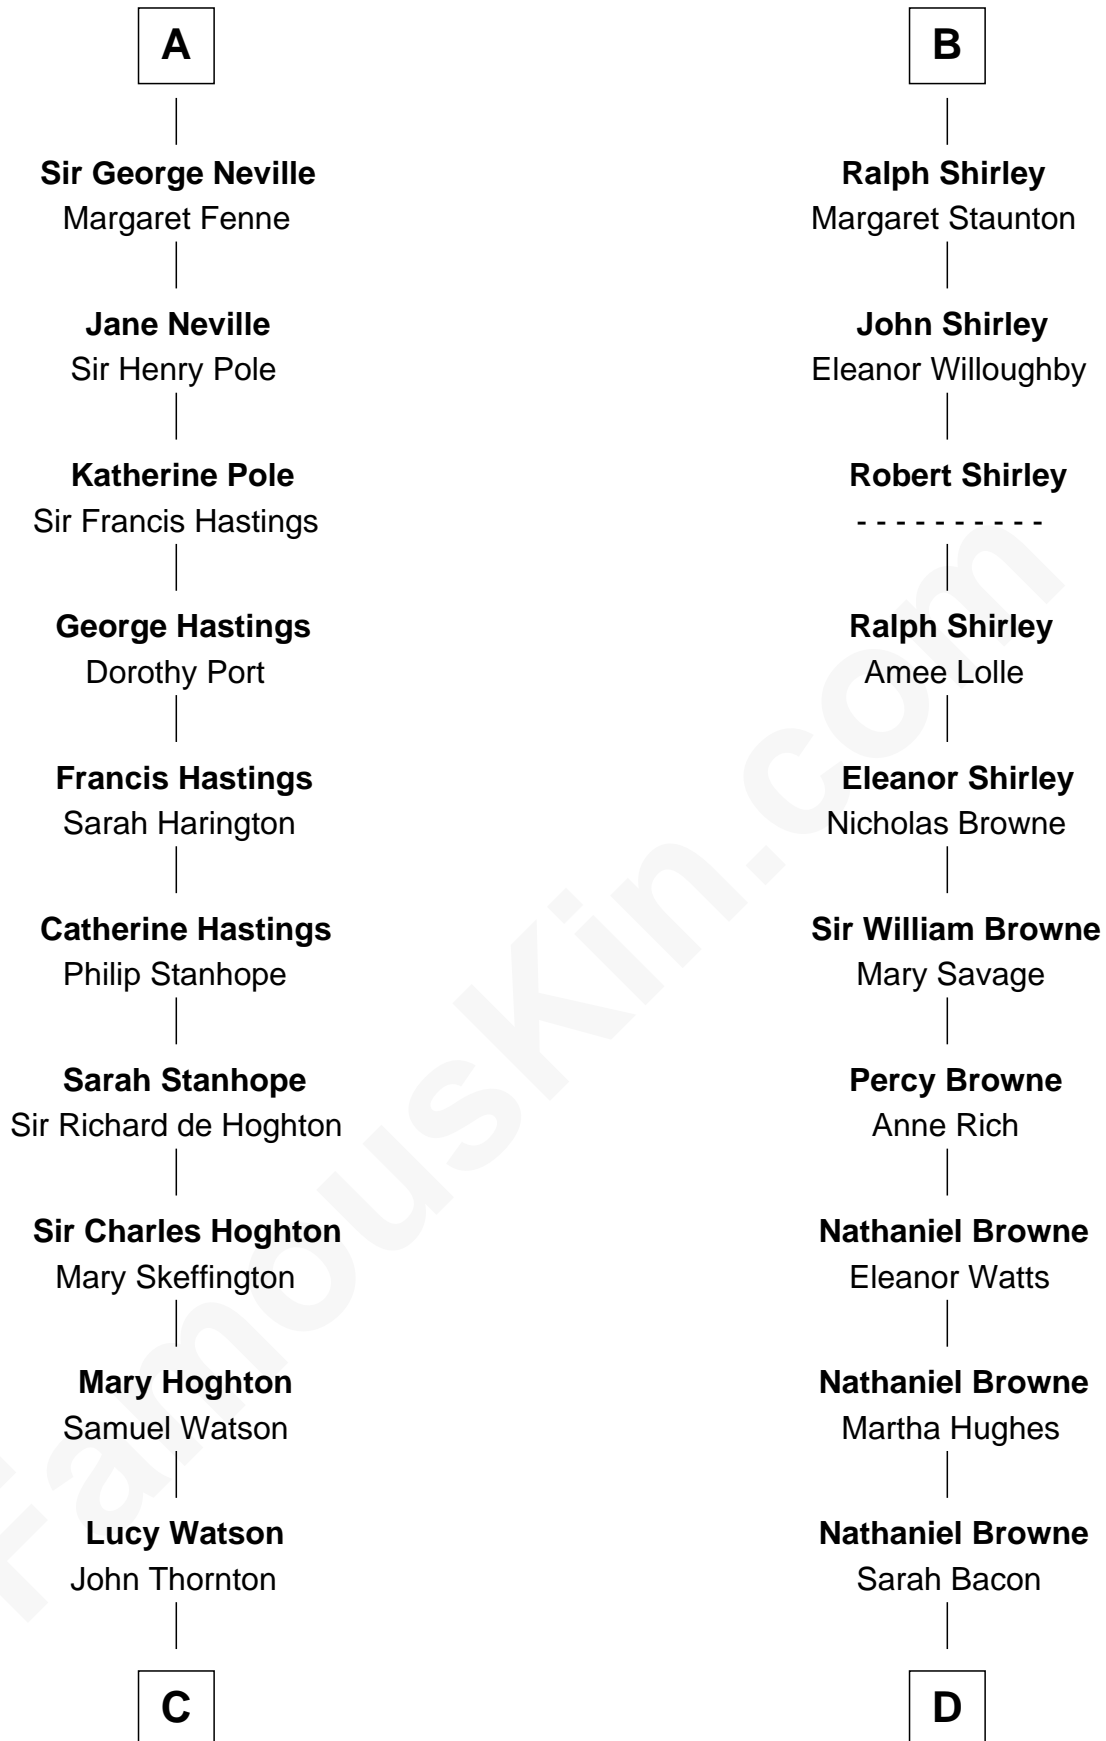 A
Sir George Neville
Margaret Fenne
Jane Neville
Sir Henry Pole
Katherine Pole
Sir Francis Hastings
George Hastings
Dorothy Port
Francis Hastings
Sarah Harington
Catherine Hastings
Philip Stanhope
Sarah Stanhope
Sir Richard de Hoghton
Sir Charles Hoghton
Mary Skeffington
Mary Hoghton
Samuel Watson
Lucy Watson
John Thornton
C
B
Ralph Shirley
Margaret Staunton
John Shirley
Eleanor Willoughby
Robert Shirley
- - - - - - - - - -
Ralph Shirley
Amee Lolle
Eleanor Shirley
Nicholas Browne
Sir William Browne
Mary Savage
Percy Browne
Anne Rich
Nathaniel Browne
Eleanor Watts
Nathaniel Browne
Martha Hughes
Nathaniel Browne
Sarah Bacon
D
FamousKin.com